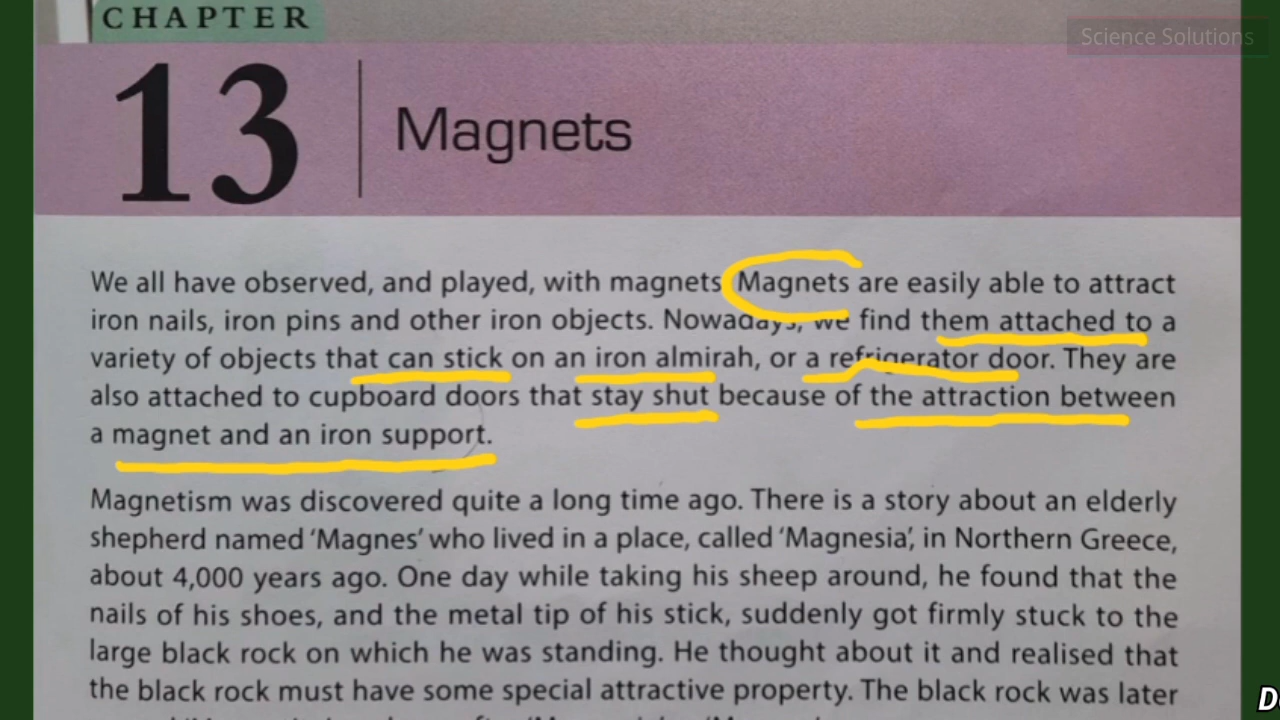 CHAPTER
Science Solutions
13
Magnets
We all have observed, and played, with magnets Magnets are easily able to attract
iron nails, iron pins and other iron objects. Nowadays, we find them attached to a
variety of objects that can stick on an iron almirah, or a refrigerator door. They are
also attached to cupboard doors that stay shut because of the attraction between
a magnet and an iron support.
Magnetism was discovered quite a long time ago. There is a story about an elderly
shepherd named ‘Magnes’ who lived in a place, called ‘Magnesia’, in Northern Greece,
about 4,000 years ago. One day while taking his sheep around, he found that the
nails of his shoes, and the metal tip of his stick, suddenly got firmly stuck to the
large black rock on which he was standing. He thought about it and realised that
the black rock must have some special attractive property. The black rock was later